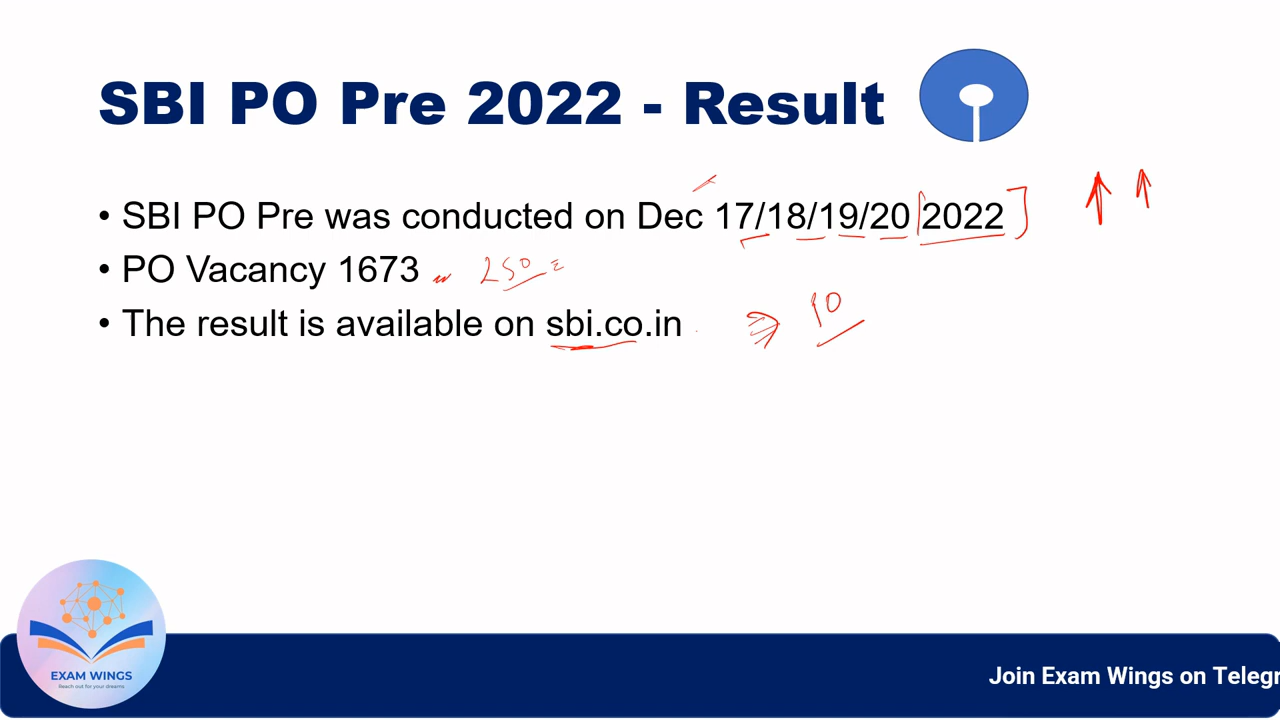 SBI PO Pre 2022 - Result
• SBI PO Pre was conducted on Dec 17/18/19/20 2022
• PO Vacancy 1673 250
• The result is available on sbi.co.in 10
EXAM WINGS
Reach out for your dreams
Join Exam Wings on Telegr